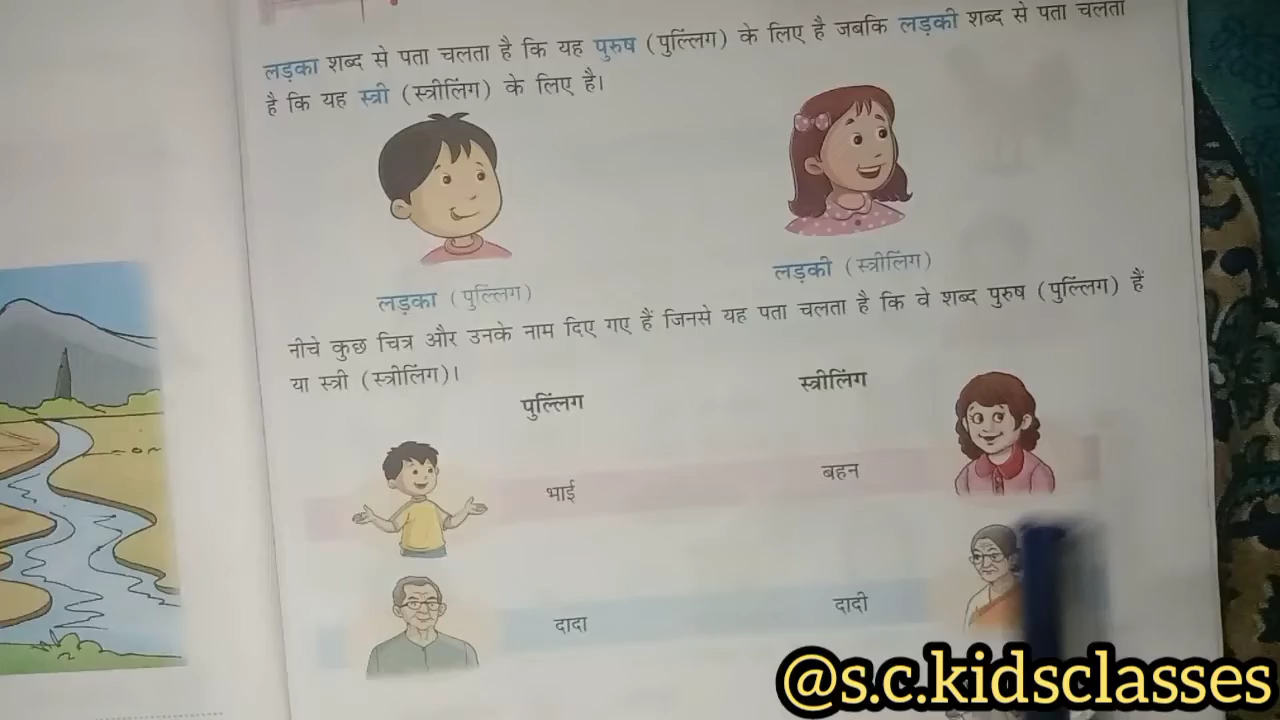 लड़का शब्द से पता चलता है कि यह पुरुष (पुल्लिंग) के लिए है जबकि लड़की शब्द से पता चलता
है कि यह स्त्री (स्त्रीलिंग) के लिए है।
लड़का (पुल्लिंग)
लड़की (स्त्रीलिंग)
नीचे कुछ चित्र और उनके नाम दिए गए हैं जिनसे यह पता चलता है कि वे शब्द पुरुष (पुल्लिंग) हैं
या स्त्री (स्त्रीलिंग)।
पुल्लिंग
स्त्रीलिंग
भाई
बहन
दादा
दादी
@s.c.kidsclasses